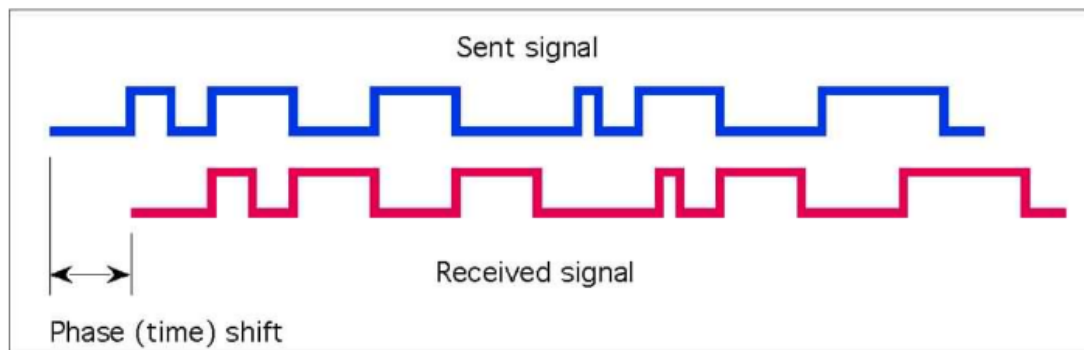 Sent signal
Received signal
Phase (time) shift